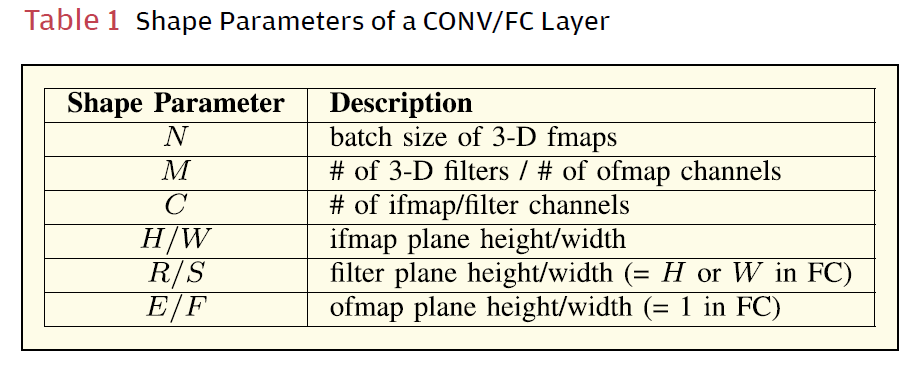 Table 1 Shape Parameters of a CONV/FC Layer
Shape Parameter Description
N batch size of 3-D fmaps
M # of 3-D filters / # of ofmap channels
C # of ifmap/filter channels
H/W ifmap plane height/width
R/S filter plane height/width (= H or W in FC)
E/F ofmap plane height/width (= 1 in FC)